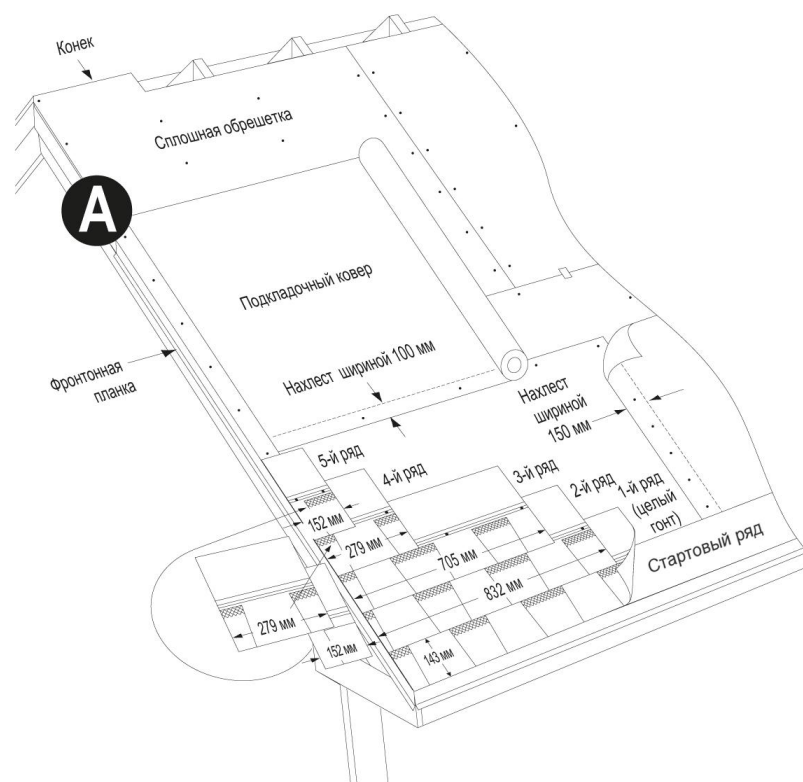 Конек
Сплошная обрешетка
A
Подкладочный ковер
Фронтонная
планка
Нахлест шириной 100 мм
Нахлест
шириной
150 мм
5-й ряд
4-й ряд
3-й ряд
2-й ряд
1-й ряд
(целый
гонт)
Стартовый ряд
152 мм
279 мм
705 мм
832 мм
279 мм
152 мм
143 мм